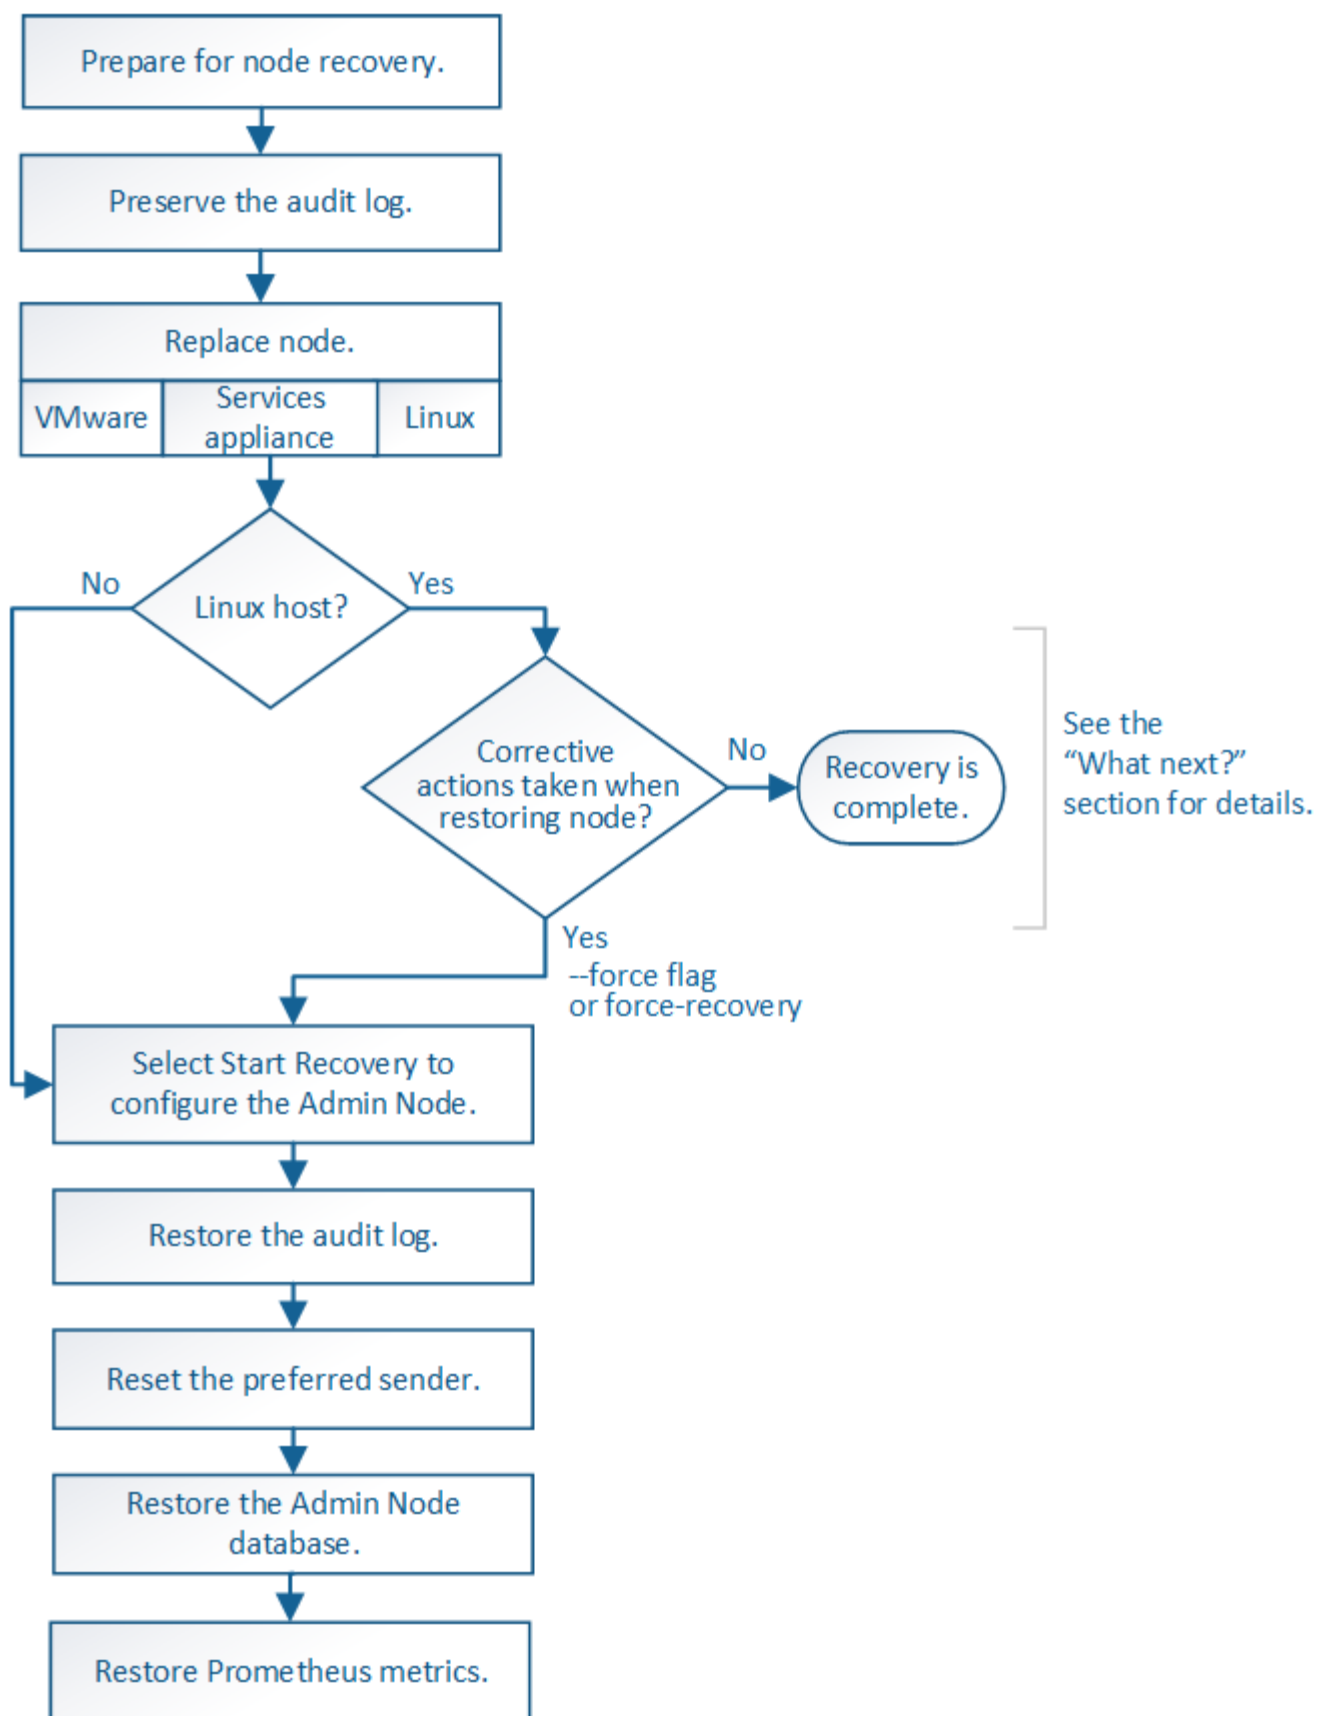 Prepare for node recovery.
Preserve the audit log.
Replace node.
VMware
Services
appliance
Linux
No
Yes
Linux host?
Corrective
actions taken when
restoring node?
No
Recovery is
complete.
See the
“What next?”
section for details.
Yes
--force flag
or force-recovery
Select Start Recovery to
configure the Admin Node.
Restore the audit log.
Reset the preferred sender.
Restore the Admin Node
database.
Restore Prometheus metrics.